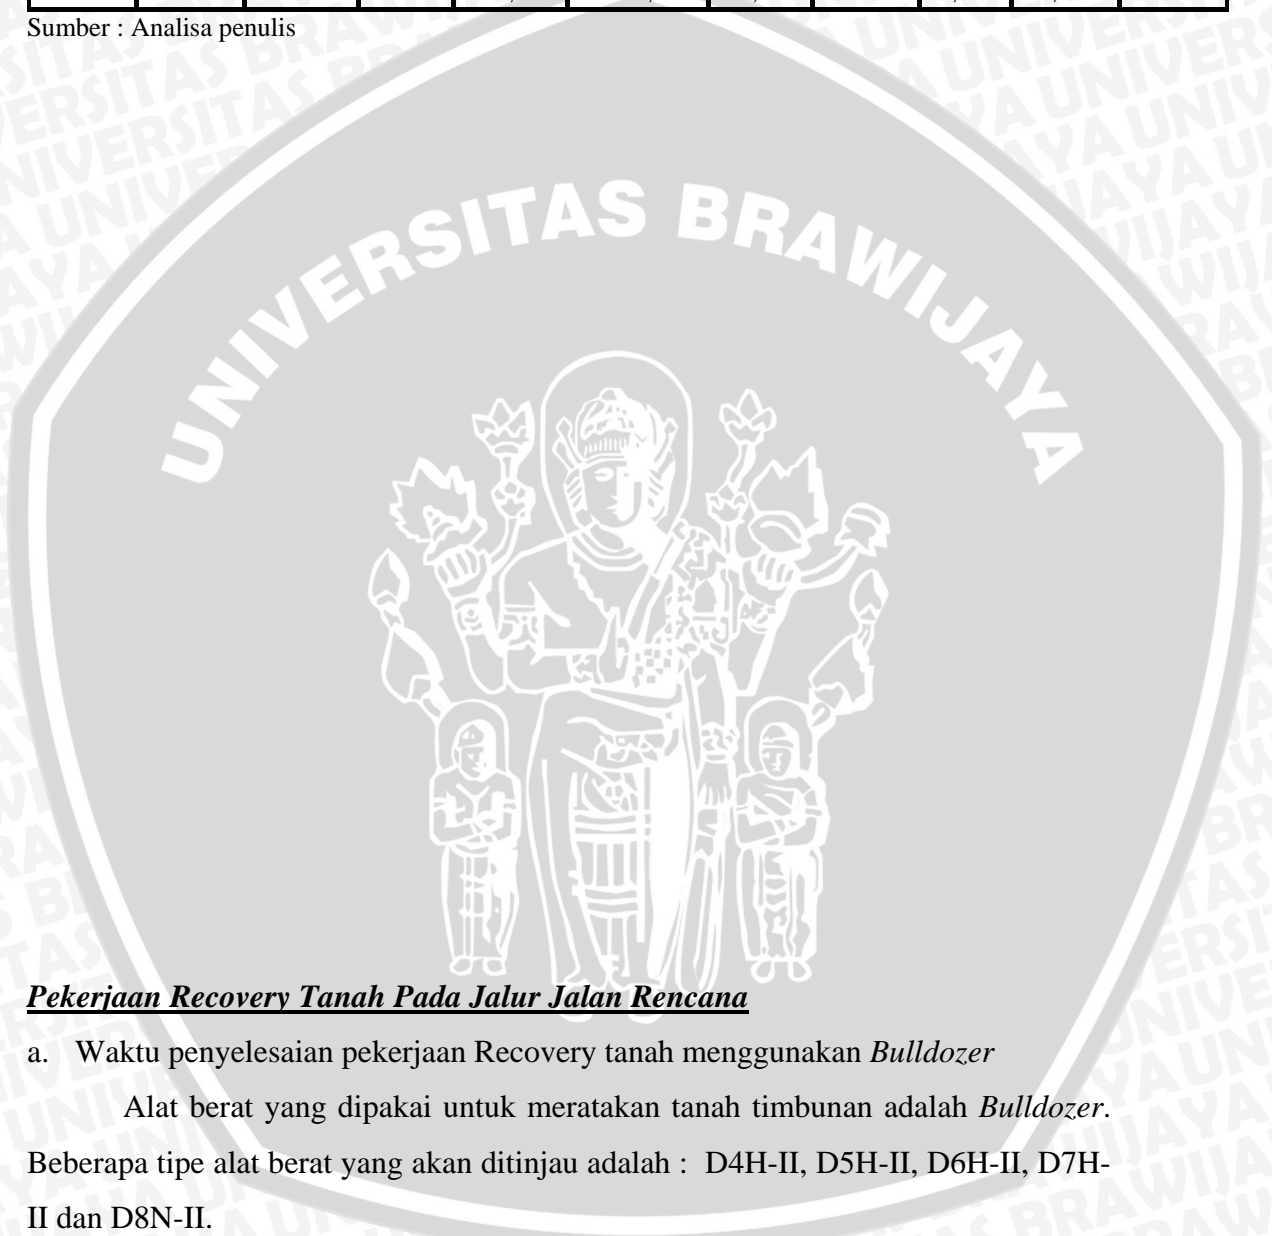 Sumber : Analisa penulis
UNIVERSITAS BRAWIJAYA
Pekerjaan Recovery Tanah Pada Jalur Jalan Rencana
a. Waktu penyelesaian pekerjaan Recovery tanah menggunakan Bulldozer
Alat berat yang dipakai untuk meratakan tanah timbunan adalah Bulldozer.
Beberapa tipe alat berat yang akan ditinjau adalah : D4H-II, D5H-II, D6H-II, D7H-
II dan D8N-II.